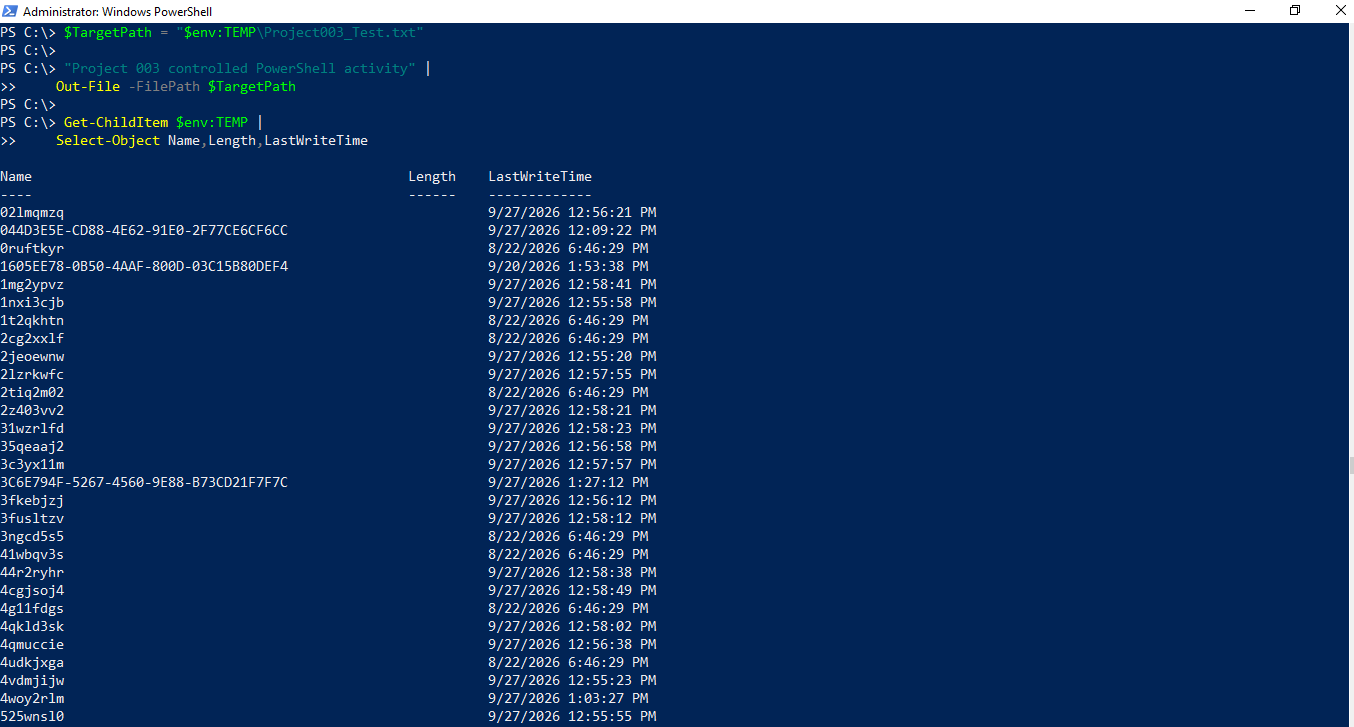 Administrator: Windows PowerShell
PS C:\> $TargetPath = "$env:TEMP\Project003_Test.txt"
PS C:\>
PS C:\> "Project 003 controlled PowerShell activity" |
>>     Out-File -FilePath $TargetPath
PS C:\>
PS C:\> Get-ChildItem $env:TEMP |
>>     Select-Object Name,Length,LastWriteTime
Name Length LastWriteTime
---- ------ -------------
02lmqmzq 9/27/2026 12:56:21 PM
044D3E5E-CD88-4E62-91E0-2F77CE6CF6CC 9/27/2026 12:09:22 PM
0ruftkyr 8/22/2026 6:46:29 PM
1605EE78-0B50-4AAF-800D-03C15B80DEF4 9/20/2026 1:53:38 PM
1mg2ypvz 9/27/2026 12:58:41 PM
1nxi3cjb 9/27/2026 12:55:58 PM
1t2qkhtn 8/22/2026 6:46:29 PM
2cg2xxlf 8/22/2026 6:46:29 PM
2jeoewnw 9/27/2026 12:55:20 PM
2lzrkwfc 9/27/2026 12:57:55 PM
2tiq2m02 8/22/2026 6:46:29 PM
2z403vv2 9/27/2026 12:58:21 PM
31wzrlfd 9/27/2026 12:58:23 PM
35qeaaj2 9/27/2026 12:56:58 PM
3c3yx11m 9/27/2026 12:57:57 PM
3C6E794F-5267-4560-9E88-B73CD21F7F7C 9/27/2026 1:27:12 PM
3fkebjzj 9/27/2026 12:56:12 PM
3fusltzv 9/27/2026 12:58:12 PM
3ngcd5s5 8/22/2026 6:46:29 PM
41wbqv3s 8/22/2026 6:46:29 PM
44r2ryhr 9/27/2026 12:58:38 PM
4cgjsoj4 9/27/2026 12:58:49 PM
4g11fdgs 8/22/2026 6:46:29 PM
4qkld3sk 9/27/2026 12:58:02 PM
4qmuccie 9/27/2026 12:56:38 PM
4udkjxga 8/22/2026 6:46:29 PM
4vdmjijw 9/27/2026 12:55:23 PM
4woy2rlm 9/27/2026 1:03:27 PM
525wnsl0 9/27/2026 12:55:55 PM